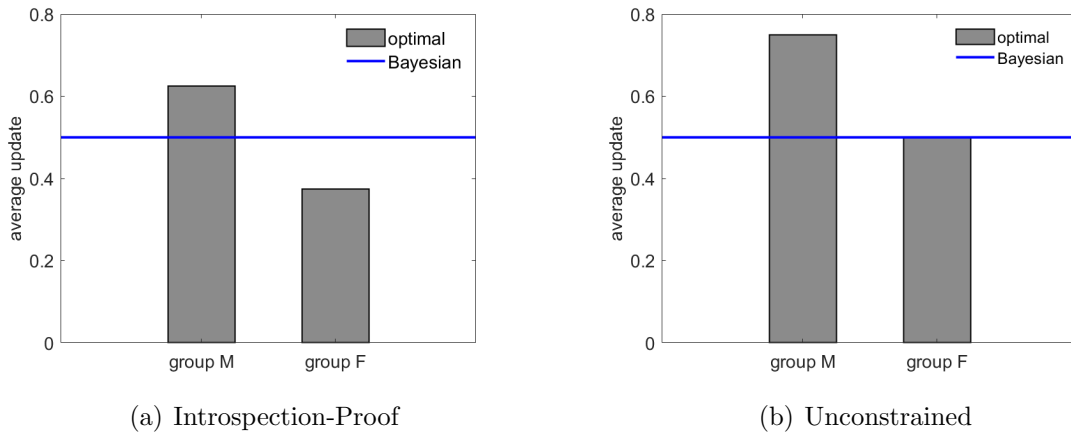 0.8
0.6
0.4
0.2
0
average update
optimal
Bayesian
group M
group F
(a) Introspection-Proof
0.8
0.6
0.4
0.2
0
average update
optimal
Bayesian
group M
group F
(b) Unconstrained